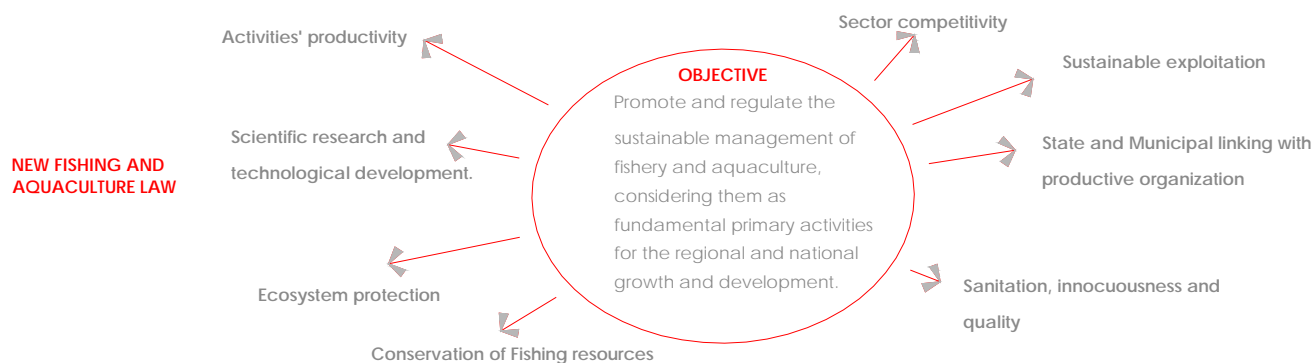 NEW FISHING AND
AQUACULTURE LAW
Activities' productivity
Scientific research and
technological development.
Ecosystem protection
Conservation of Fishing resources
OBJECTIVE
Promote and regulate the
sustainable management of
fishery and aquaculture,
considering them as
fundamental primary activities
for the regional and national
growth and development.
Sector competitivity
Sustainable exploitation
State and Municipal linking with
productive organization
Sanitation, innocuousness and
quality